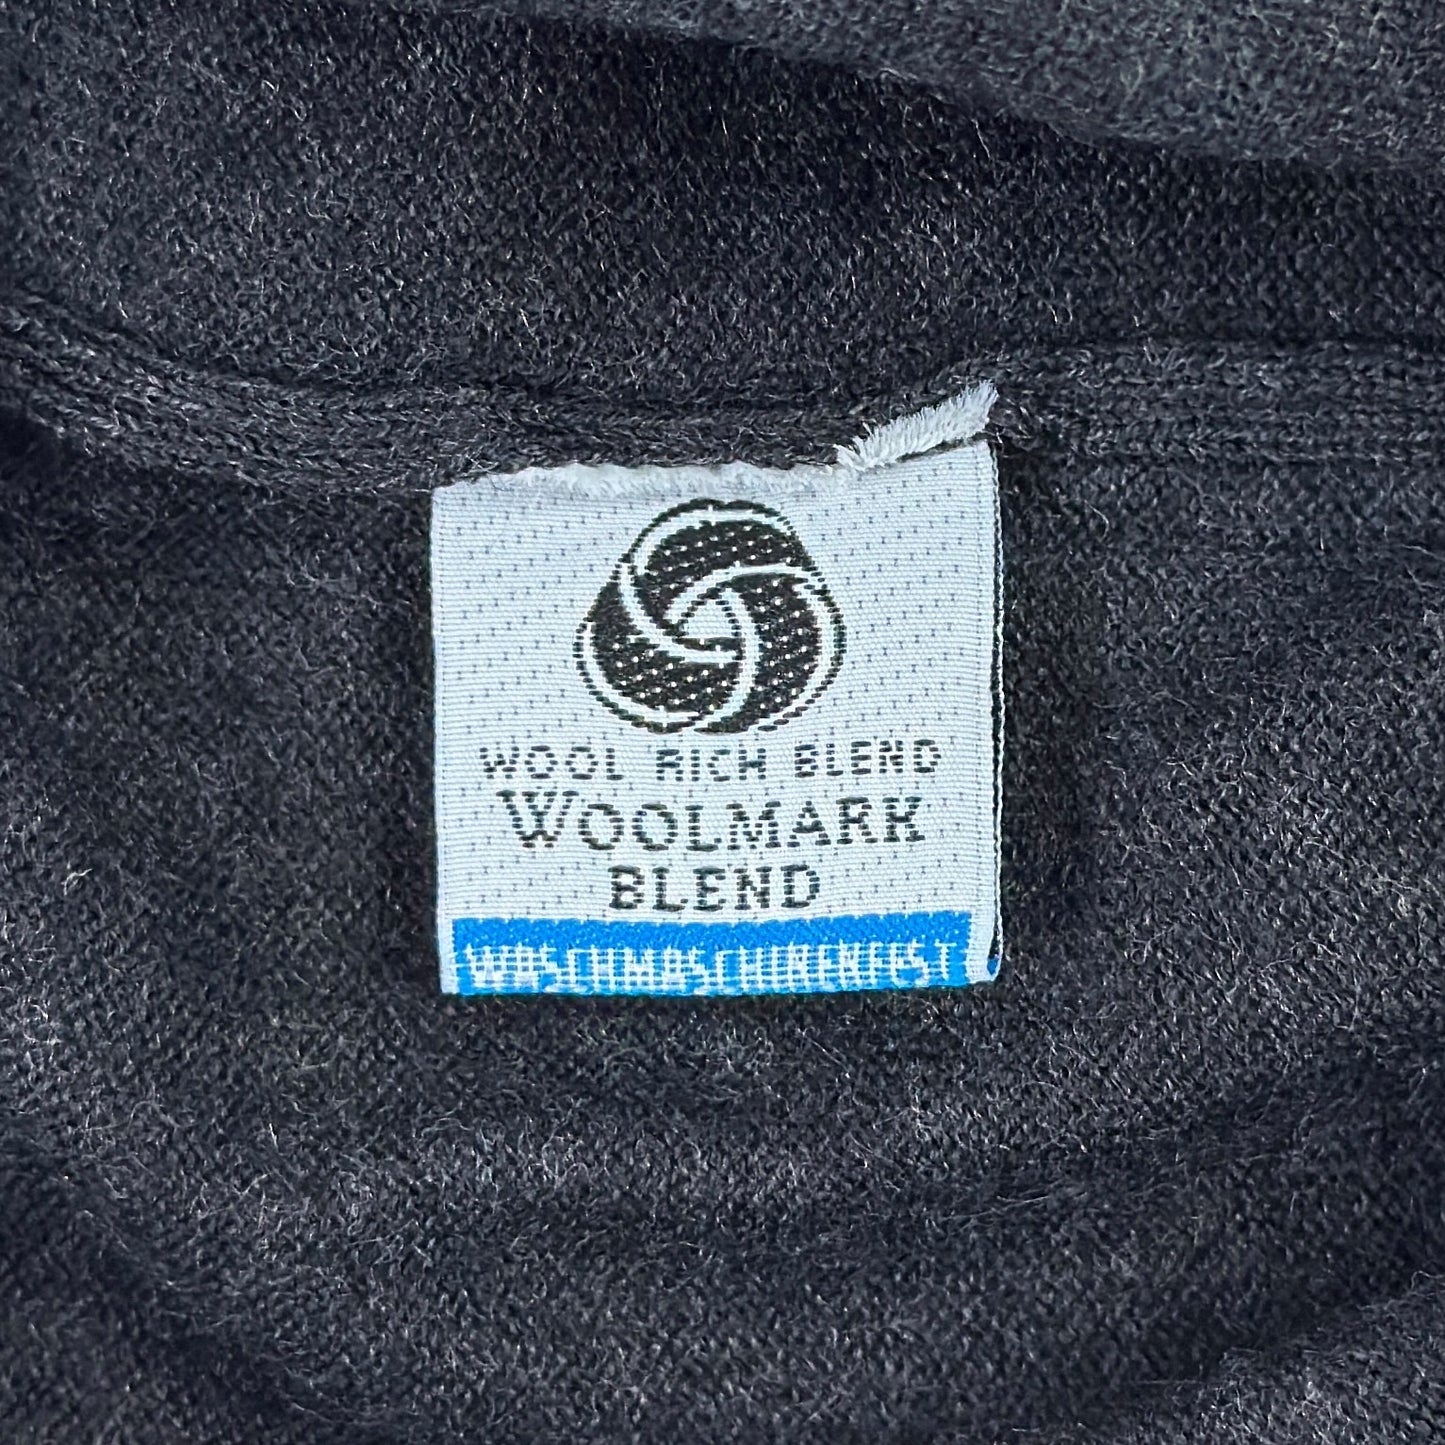 WOOL RICH BLEND
WOOLMARK
BLEND
WASCHMASCHINENFEST